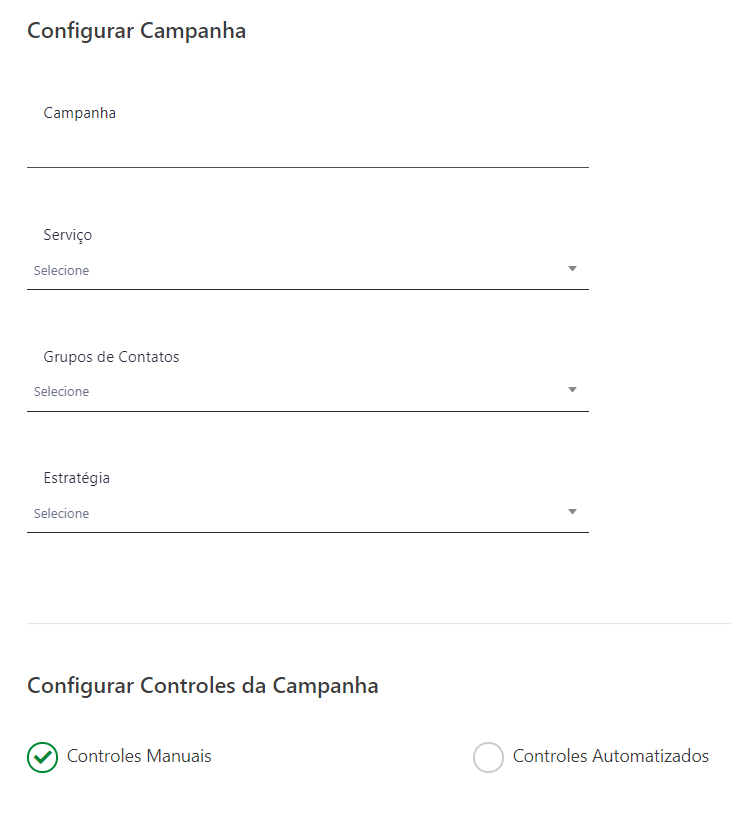 Configurar Campanha
Campanha
Serviço
Selecione
Grupos de Contatos
Selecione
Estratégia
Selecione
Configurar Controles da Campanha
Controles Manuais Controles Automatizados